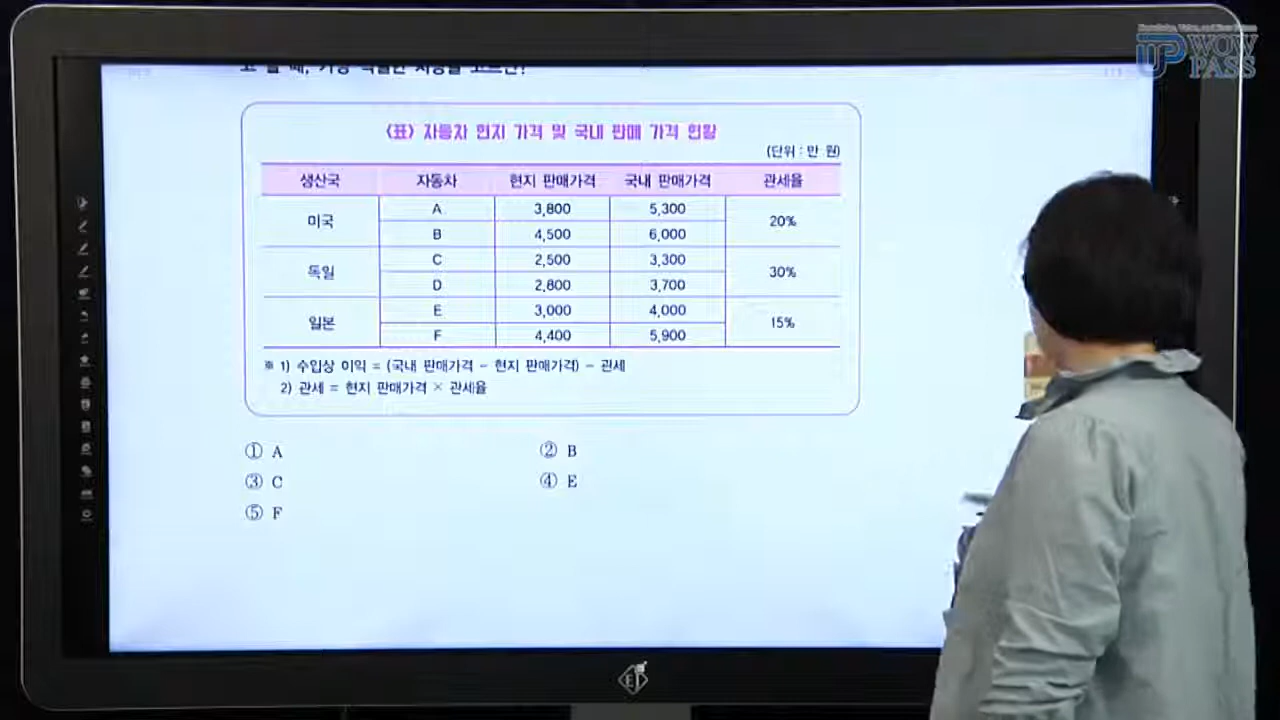 〈표〉 자동차 현지 가격 및 국내 판매 가격 현황
(단위 : 만 원)
생산국 자동차 현지 판매가격 국내 판매가격 관세율
미국 A 3,800 5,300 20%
B 4,500 6,000
독일 C 2,500 3,300 30%
D 2,800 3,700
일본 E 3,000 4,000 15%
F 4,400 5,900
※ 1) 수입상 이익 = (국내 판매가격 - 현지 판매가격) - 관세
2) 관세 = 현지 판매가격 × 관세율
① A ② B
③ C ④ E
⑤ F
UP WOW
PASS